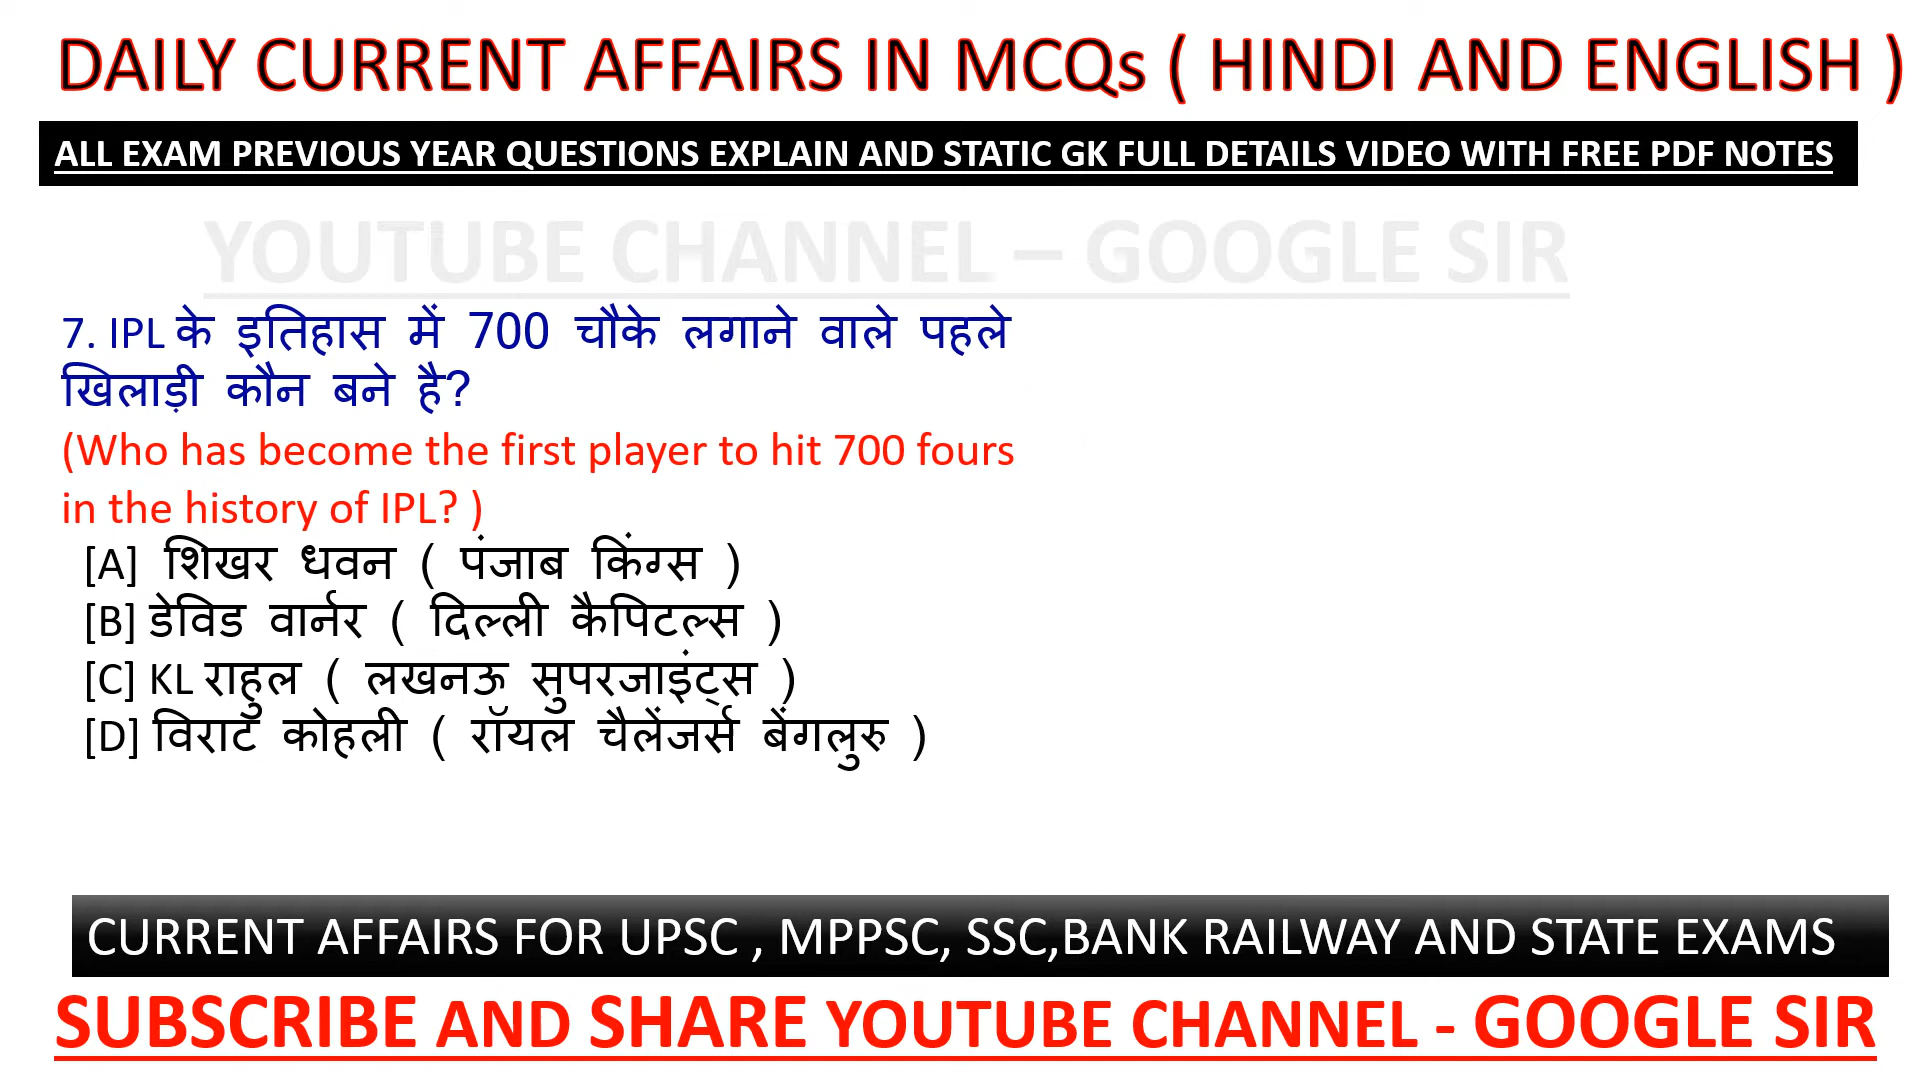 DAILY CURRENT AFFAIRS IN MCQs ( HINDI AND ENGLISH )
ALL EXAM PREVIOUS YEAR QUESTIONS EXPLAIN AND STATIC GK FULL DETAILS VIDEO WITH FREE PDF NOTES
YOUTUBE CHANNEL – GOOGLE SIR
7. IPL के इतिहास में 700 चौके लगाने वाले पहले
खिलाड़ी कौन बने है?
(Who has become the first player to hit 700 fours
in the history of IPL? )
[A] शिखर धवन ( पंजाब किंग्स )
[B] डेविड वार्नर ( दिल्ली कैपिटल्स )
[C] KL राहुल ( लखनऊ सुपरजाइंट्स )
[D] विराट कोहली ( रॉयल चैलेंजर्स बेंगलुरु )
CURRENT AFFAIRS FOR UPSC , MPPSC, SSC,BANK RAILWAY AND STATE EXAMS
SUBSCRIBE AND SHARE YOUTUBE CHANNEL - GOOGLE SIR